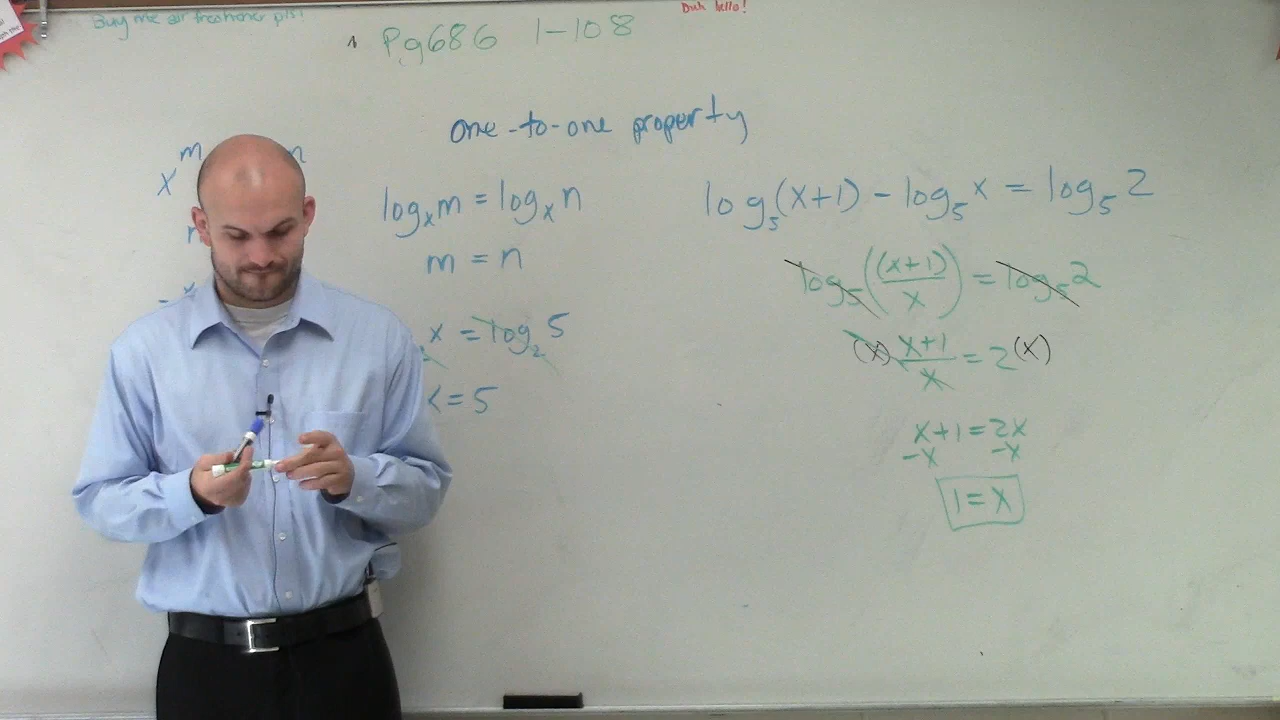 Buy me air freshener pls!
Duh hello!
Pg686 1-108
one-to-one property
x^m
n
log_x m = log_x n
m = n
x = log_2 5
x = 5
log_5(x+1) - log_5 x = log_5 2
log_5((x+1)/x) = log_5 2
(x) x+1/x = 2(x)
x+1=2x
-x -x
1=x